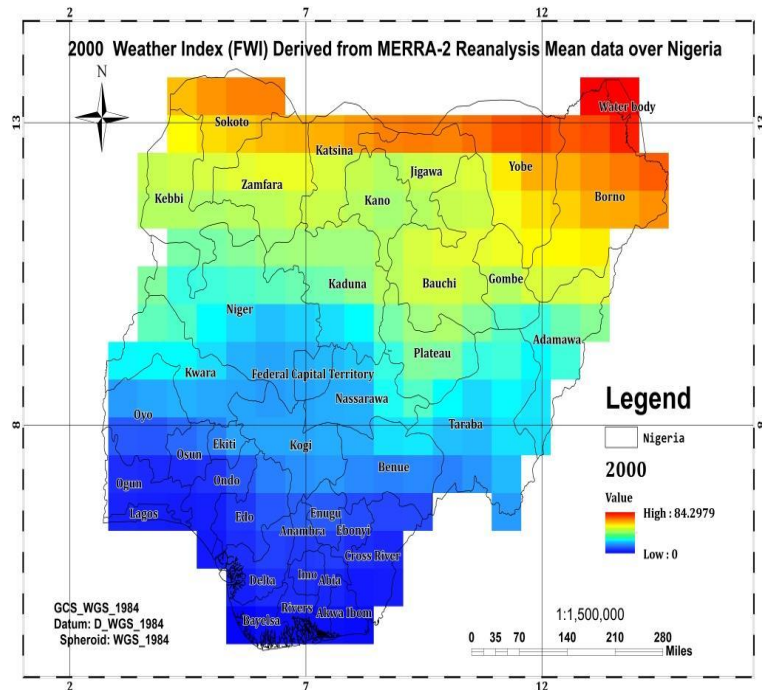 2 7 12
2000 Weather Index (FWI) Derived from MERRA-2 Reanalysis Mean data over Nigeria
N
Water body
13 13
Sokoto
Katsina
Yobe
Jigawa
Zamfara
Kebbi
Kano
Borno
Kaduna
Bauchi
Gombe
Niger
Adamawa
Plateau
Kwara
Federal Capital Territory
Nassarawa
Legend
Oyo
Taraba
8 8
Nigeria
Ekiti
Kogi
Osun
Benue
2000
Ogun
Ondo
Value
Lagos
Edo
Enugu
High : 84.2979
Anambra
Ebonyi
Low : 0
Cross River
Delta
Imo
Abia
Rivers
Akwa Ibom
Bayelsa
GCS_WGS_1984
Datum: D_WGS_1984
Spheroid: WGS_1984
1:1,500,000
0 35 70 140 210 280
Miles
2 7 12